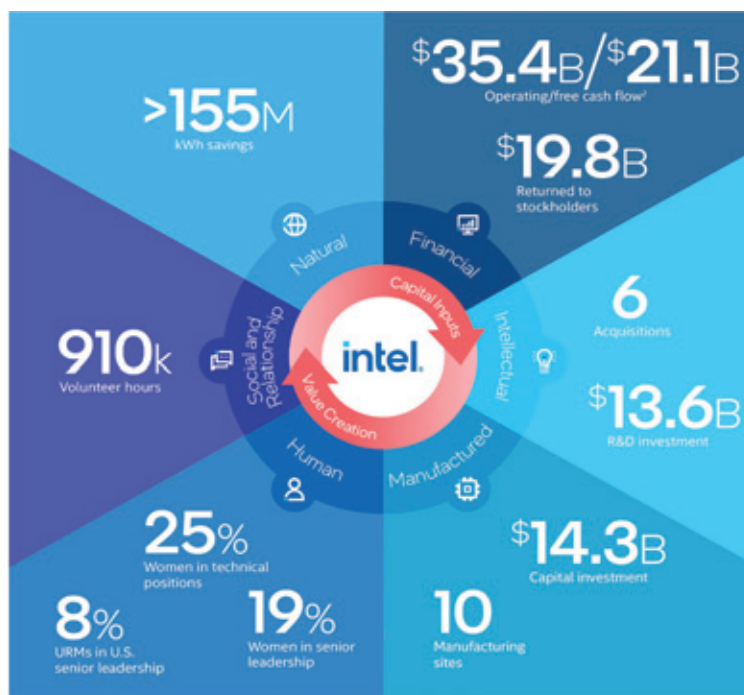 >155M
kWh savings
$35.4B/$21.1B
Operating/free cash flow²
$19.8B
Returned to
stockholders
Natural
Financial
910k
Volunteer hours
Social and
Relationship
Capital Inputs
intel.
Value Creation
Intellectual
6
Acquisitions
$13.6B
R&D investment
Human
Manufactured
25%
Women in technical
positions
8%
URMs in U.S.
senior leadership
19%
Women in senior
leadership
$14.3B
Capital investment
10
Manufacturing
sites